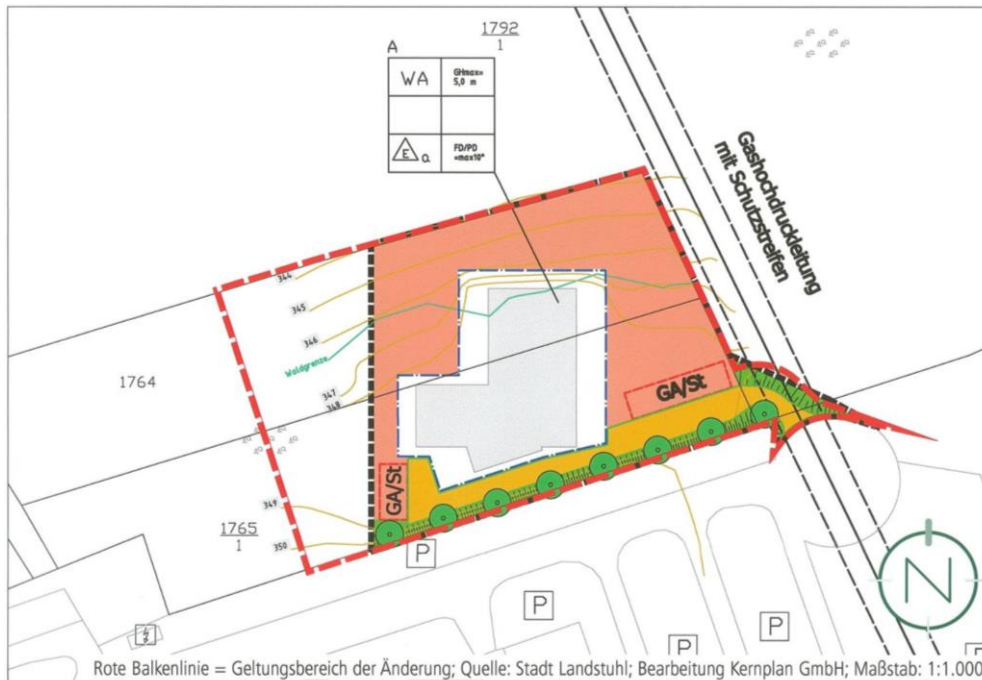 1792
1
A
WA
GHmax=
5,0 m
E a
FD/PD
=max10°
Gashochdruckleitung
mit Schutzstreifen
344
345
346
Waldgrenze
347
348
1764
GA/St
GA/St
349
1765
1
350
P
P
P
P
N
Rote Balkenlinie = Geltungsbereich der Änderung; Quelle: Stadt Landstuhl; Bearbeitung Kernplan GmbH; Maßstab: 1:1.000